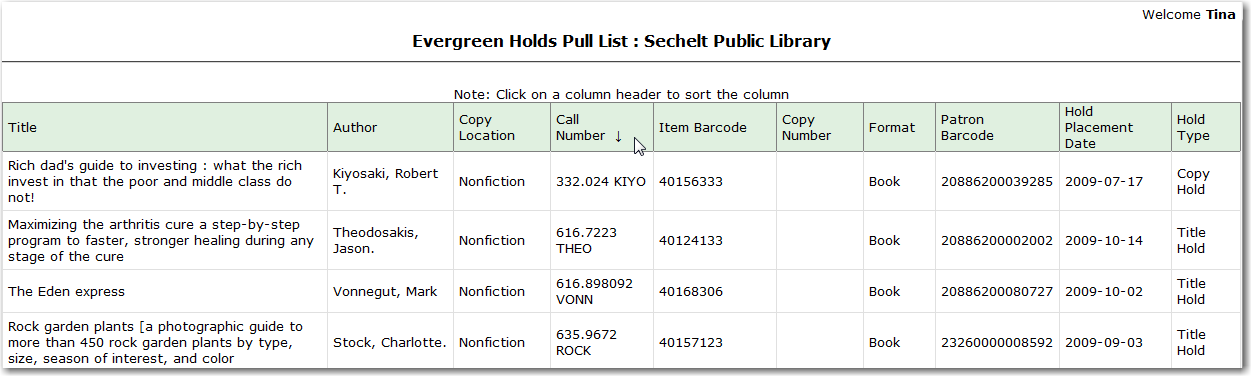 Welcome Tina
Evergreen Holds Pull List : Sechelt Public Library
Note: Click on a column header to sort the column
Title
Author
Copy
Location
Call
Number ↓
Item Barcode
Copy
Number
Format
Patron
Barcode
Hold
Placement
Date
Hold
Type
Rich dad's guide to investing : what the rich
invest in that the poor and middle class do
not!
Kiyosaki, Robert
T.
Nonfiction
332.024 KIYO
40156333
Book
20886200039285
2009-07-17
Copy
Hold
Maximizing the arthritis cure a step-by-step
program to faster, stronger healing during any
stage of the cure
Theodosakis,
Jason.
Nonfiction
616.7223
THEO
40124133
Book
20886200002002
2009-10-14
Title
Hold
The Eden express
Vonnegut, Mark
Nonfiction
616.898092
VONN
40168306
Book
20886200080727
2009-10-02
Title
Hold
Rock garden plants [a photographic guide to
more than 450 rock garden plants by type,
size, season of interest, and color
Stock, Charlotte.
Nonfiction
635.9672
ROCK
40157123
Book
23260000008592
2009-09-03
Title
Hold